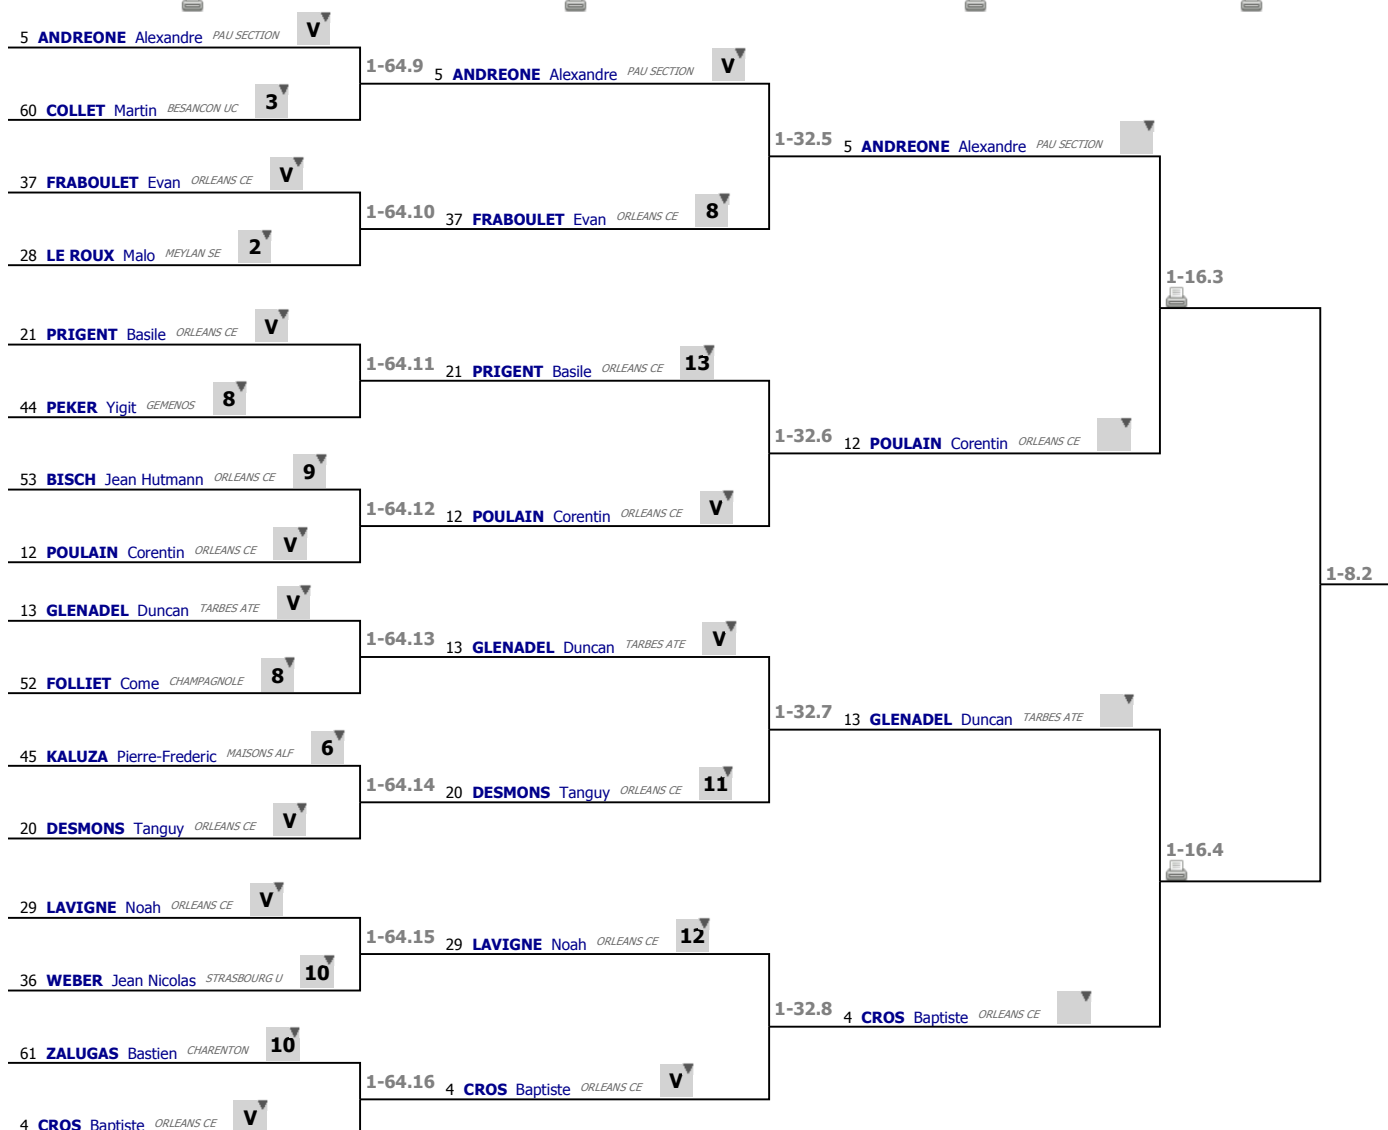 5 ANDREONE Alexandre PAU SECTION V
1-64.9 5 ANDREONE Alexandre PAU SECTION V
60 COLLET Martin BESANCON UC 3
1-32.5 5 ANDREONE Alexandre PAU SECTION
37 FRABOULET Evan ORLEANS CE V
1-64.10 37 FRABOULET Evan ORLEANS CE 8
28 LE ROUX Malo MEYLAN SE 2
1-16.3
21 PRIGENT Basile ORLEANS CE V
1-64.11 21 PRIGENT Basile ORLEANS CE 13
44 PEKER Yigit GEMENOS 8
1-32.6 12 POULAIN Corentin ORLEANS CE
53 BISCH Jean Hutmann ORLEANS CE 9
1-64.12 12 POULAIN Corentin ORLEANS CE V
12 POULAIN Corentin ORLEANS CE V
1-8.2
13 GLENADEL Duncan TARBES ATE V
1-64.13 13 GLENADEL Duncan TARBES ATE V
52 FOLLIET Come CHAMPAGNOLE 8
1-32.7 13 GLENADEL Duncan TARBES ATE
45 KALUZA Pierre-Frederic MAISONS ALF 6
1-64.14 20 DESMONS Tanguy ORLEANS CE 11
20 DESMONS Tanguy ORLEANS CE V
1-16.4
29 LAVIGNE Noah ORLEANS CE V
1-64.15 29 LAVIGNE Noah ORLEANS CE 12
36 WEBER Jean Nicolas STRASBOURG U 10
1-32.8 4 CROS Baptiste ORLEANS CE
61 ZALUGAS Bastien CHARENTON 10
1-64.16 4 CROS Baptiste ORLEANS CE V
4 CROS Baptiste ORLEANS CE V